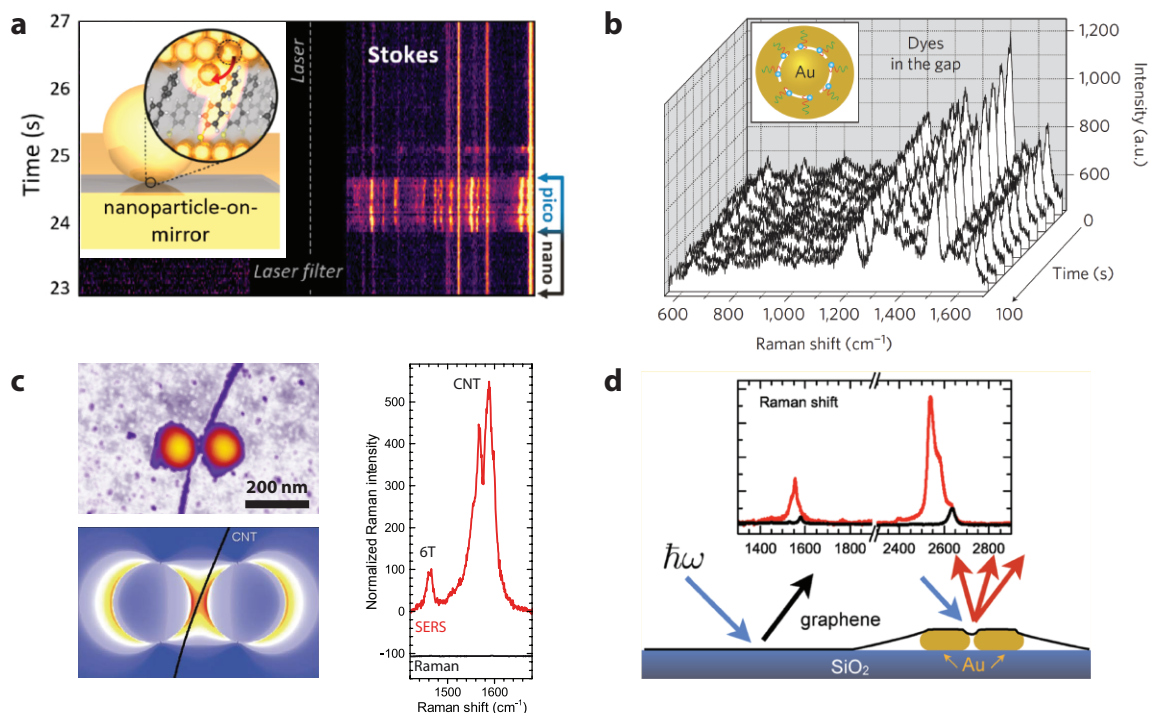 a
27
26
25
24
23
Time (s)
Laser
Stokes
nanoparticle-on-
mirror
Laser filter
pico
nano
b
Au
Dyes
in the gap
1,200
1,000
800
600
Intensity (a.u.)
0
Time (s)
100
600
800
1,000
1,200
1,400
1,600
Raman shift (cm⁻¹)
c
200 nm
CNT
Normalized Raman intensity
500
400
300
200
100
0
-100
CNT
6T
SERS
Raman
1500
1600
Raman shift (cm⁻¹)
d
Raman shift
1400 1600 1800
2400 2600 2800
ħω
graphene
Au
SiO₂